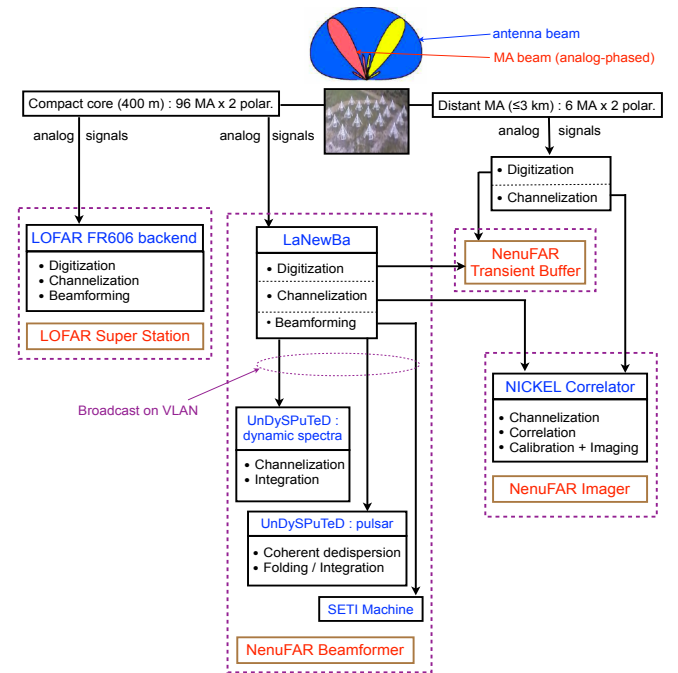 antenna beam
MA beam (analog-phased)
Compact core (400 m) : 96 MA x 2 polar.
Distant MA (≤3 km) : 6 MA x 2 polar.
analog signals
analog signals
analog signals
• Digitization
• Channelization
LOFAR FR606 backend
• Digitization
• Channelization
• Beamforming
LOFAR Super Station
LaNewBa
• Digitization
• Channelization
• Beamforming
NenuFAR
Transient Buffer
Broadcast on VLAN
NICKEL Correlator
• Channelization
• Correlation
• Calibration + Imaging
NenuFAR Imager
UnDySPuTeD :
dynamic spectra
• Channelization
• Integration
UnDySPuTeD : pulsar
• Coherent dedispersion
• Folding / Integration
SETI Machine
NenuFAR Beamformer